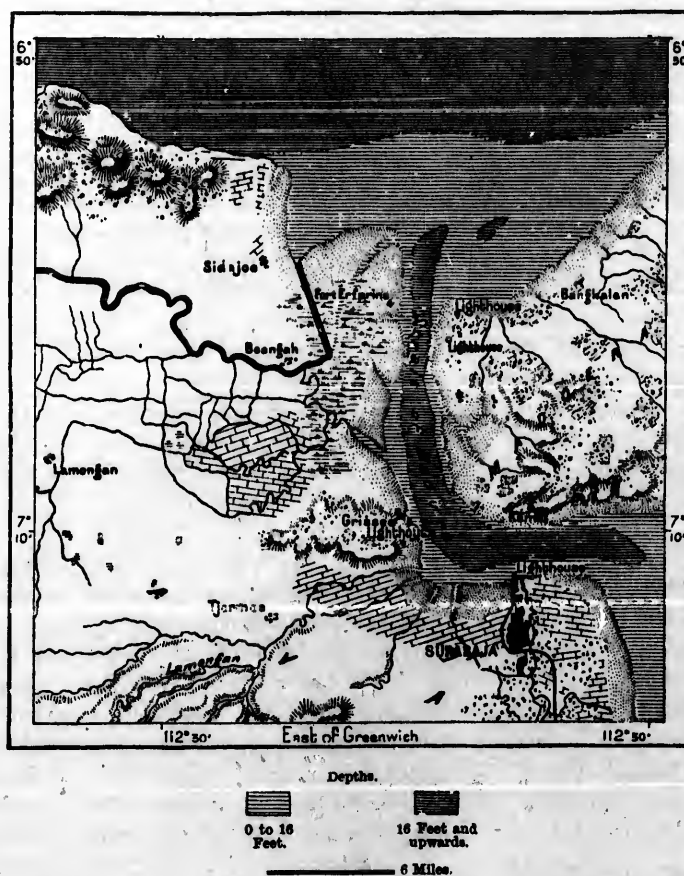 6°
50'
6°
50'
Sidajoe
Fort Erfprins
Lighthouse
Bangkalan
Lighthouse
Boengah
Lamongan
Grissee
Lighthouse
7°
10'
7°
10'
Lighthouse
Tjermee
SURABAJA
Lamongan
112° 30'
East of Greenwich
112° 50'
Depths.
0 to 16
Feet.
16 Feet and
upwards.
6 Miles.